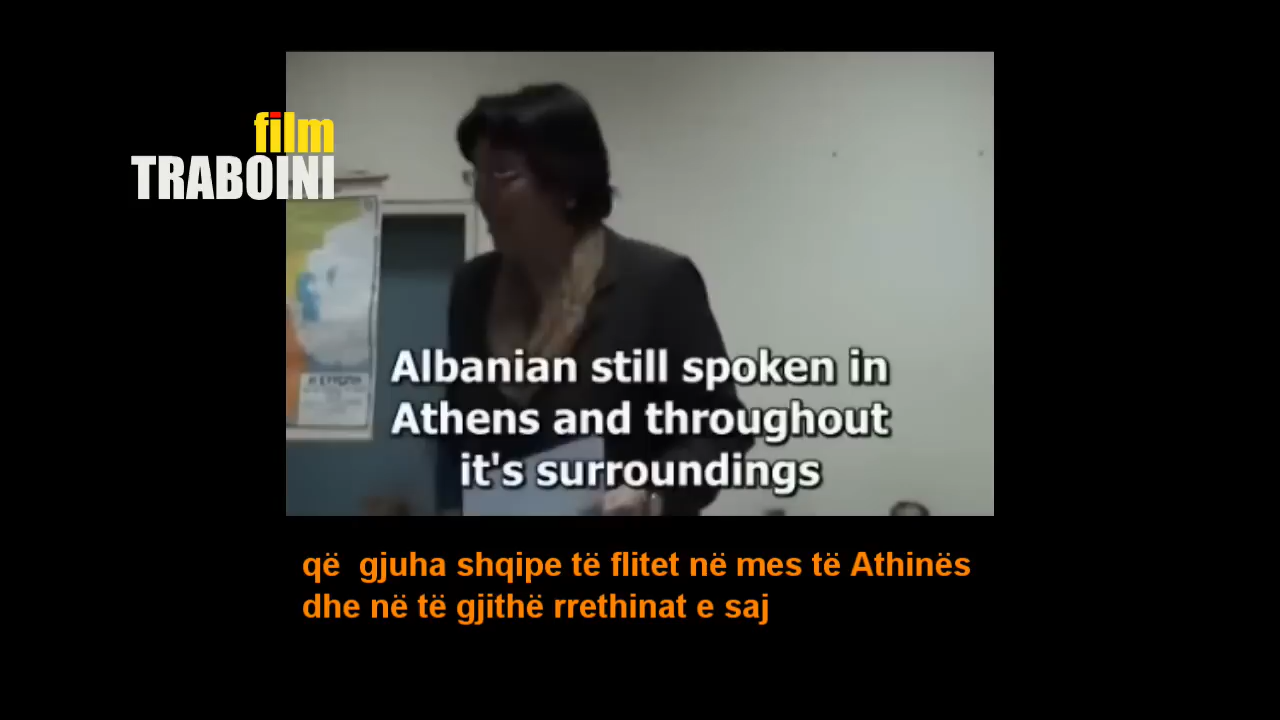 film
TRABOINI
Albanian still spoken in
Athens and throughout
it's surroundings
që gjuha shqipe të flitet në mes të Athinës
dhe në të gjithë rrethinat e saj